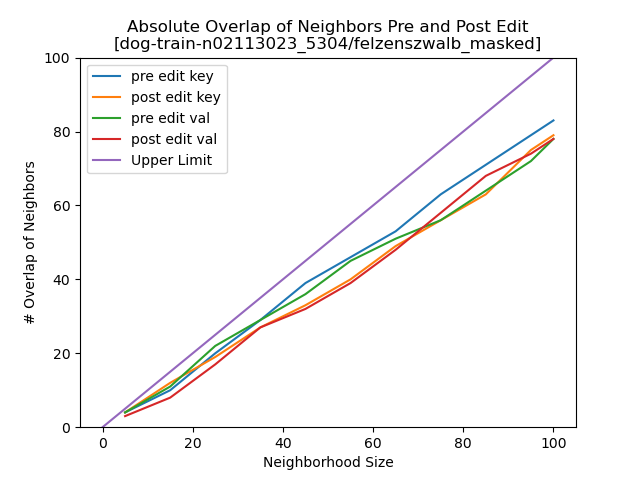 Absolute Overlap of Neighbors Pre and Post Edit
[dog-train-n02113023_5304/felzenszwalb_masked]
100
80
60
40
20
0
# Overlap of Neighbors
pre edit key
post edit key
pre edit val
post edit val
Upper Limit
0 20 40 60 80 100
Neighborhood Size